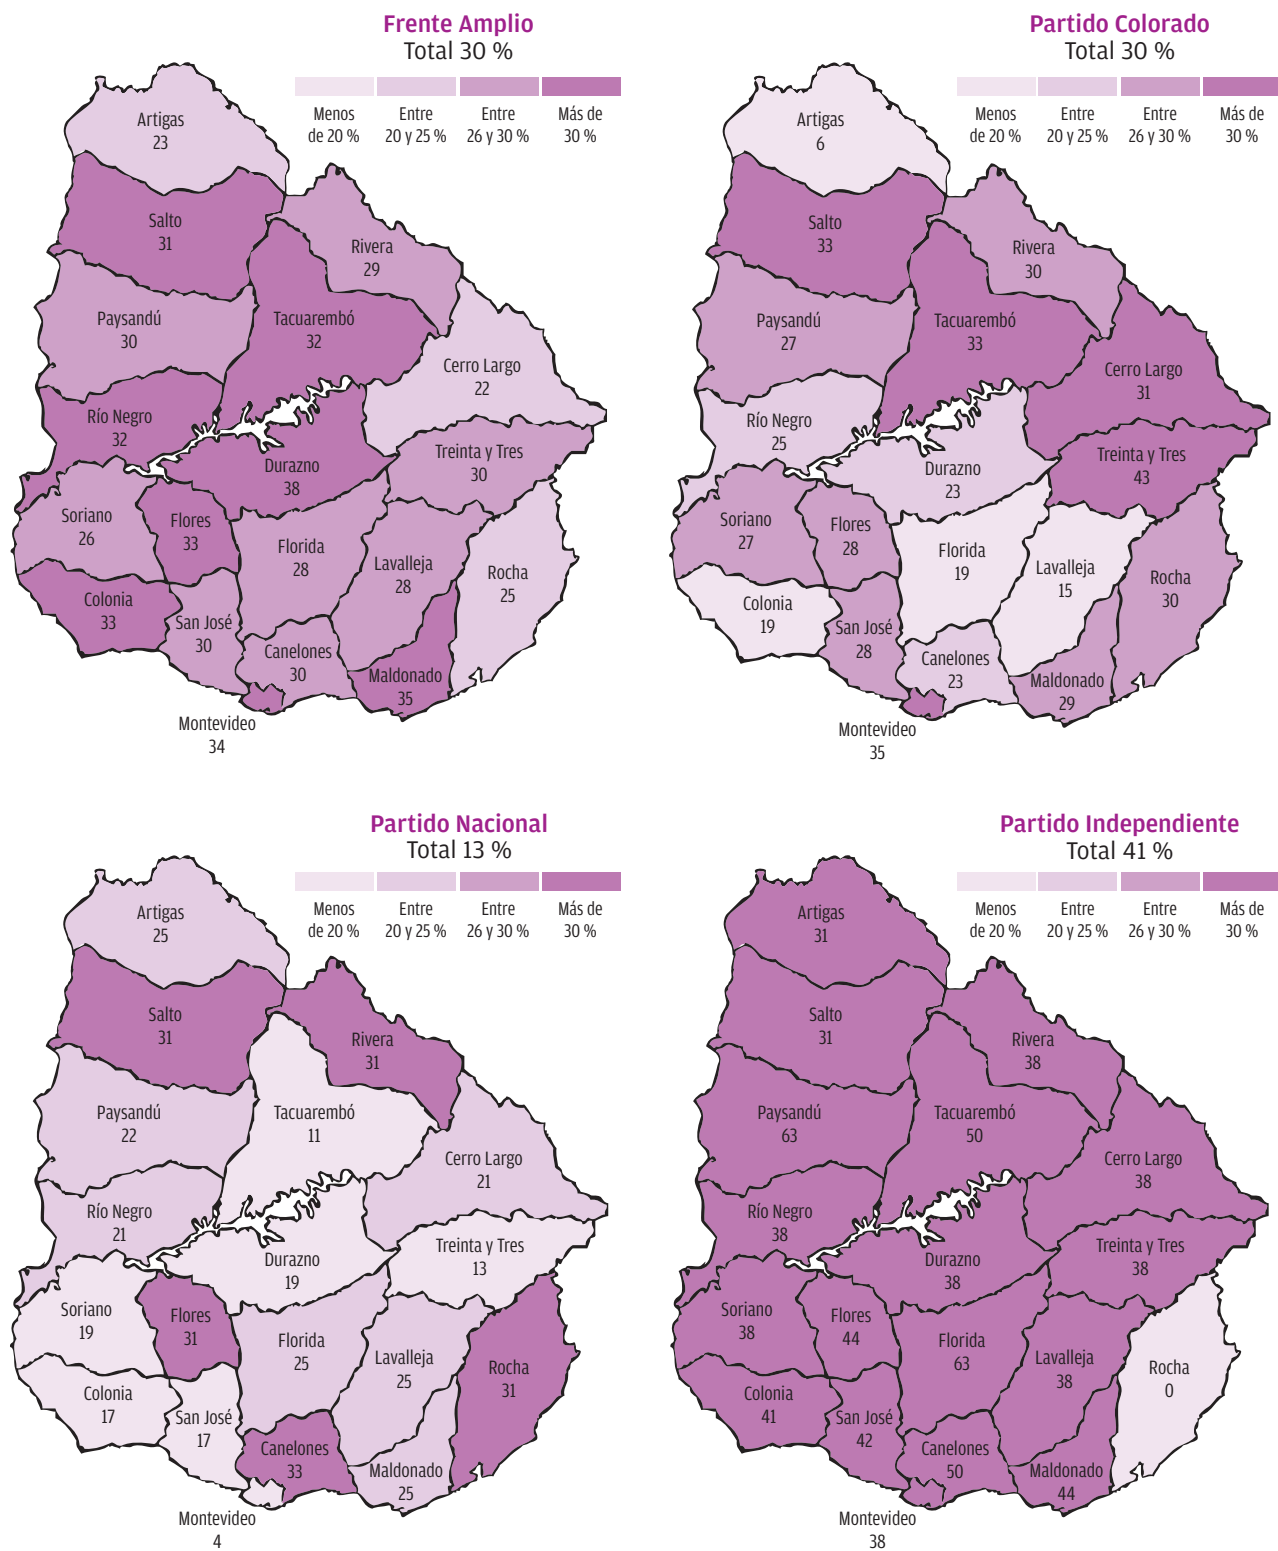 Frente Amplio
Total 30 %
Menos
de 20 %
Entre
20 y 25 %
Entre
26 y 30 %
Más de
30 %
Artigas
23
Salto
31
Rivera
29
Paysandú
30
Tacuarembó
32
Cerro Largo
22
Río Negro
32
Durazno
38
Treinta y Tres
30
Soriano
26
Flores
33
Florida
28
Lavalleja
28
Rocha
25
Colonia
33
San José
30
Canelones
30
Maldonado
35
Montevideo
34
Partido Colorado
Total 30 %
Menos
de 20 %
Entre
20 y 25 %
Entre
26 y 30 %
Más de
30 %
Artigas
6
Salto
33
Rivera
30
Paysandú
27
Tacuarembó
33
Cerro Largo
31
Río Negro
25
Durazno
23
Treinta y Tres
43
Soriano
27
Flores
28
Florida
19
Lavalleja
15
Rocha
30
Colonia
19
San José
28
Canelones
23
Maldonado
29
Montevideo
35
Partido Nacional
Total 13 %
Menos
de 20 %
Entre
20 y 25 %
Entre
26 y 30 %
Más de
30 %
Artigas
25
Salto
31
Rivera
31
Paysandú
22
Tacuarembó
11
Cerro Largo
21
Río Negro
21
Durazno
19
Treinta y Tres
13
Soriano
19
Flores
31
Florida
25
Lavalleja
25
Rocha
31
Colonia
17
San José
17
Canelones
33
Maldonado
25
Montevideo
4
Partido Independiente
Total 41 %
Menos
de 20 %
Entre
20 y 25 %
Entre
26 y 30 %
Más de
30 %
Artigas
31
Salto
31
Rivera
38
Paysandú
63
Tacuarembó
50
Cerro Largo
38
Río Negro
38
Durazno
38
Treinta y Tres
38
Soriano
38
Flores
44
Florida
63
Lavalleja
38
Rocha
0
Colonia
41
San José
42
Canelones
50
Maldonado
44
Montevideo
38